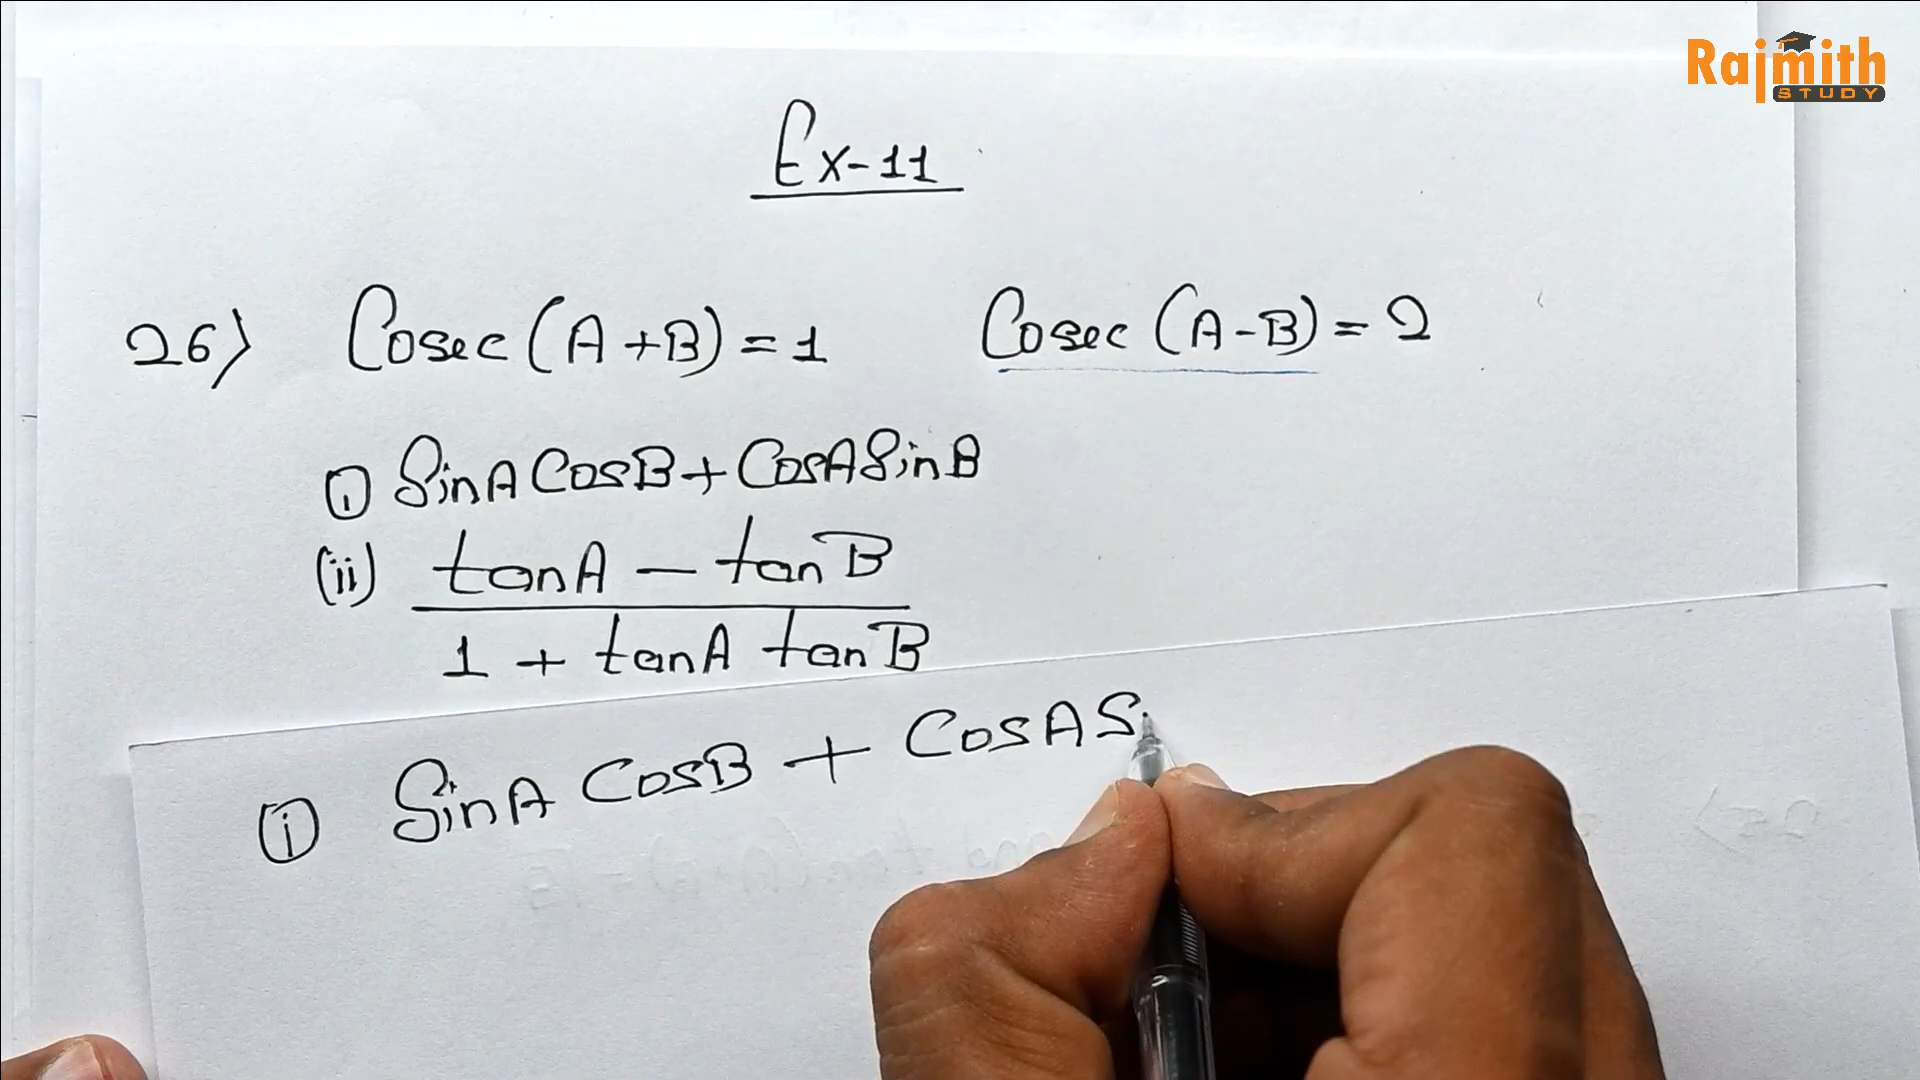 Rajmith
STUDY
Ex-11
26) Cosec (A+B) = 1 Cosec (A-B) = 2
(i) SinA CosB + CosA SinB
(ii) tanA - tanB
1 + tanA tanB
(i) SinA CosB + CosA S